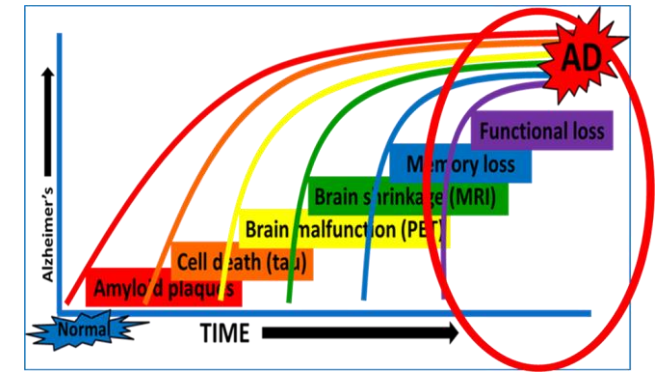 AD
Functional loss
Memory loss
Brain shrinkage (MRI)
Brain malfunction (PET)
Cell death (tau)
Amyloid plaques
Alzheimer's
Normal
TIME